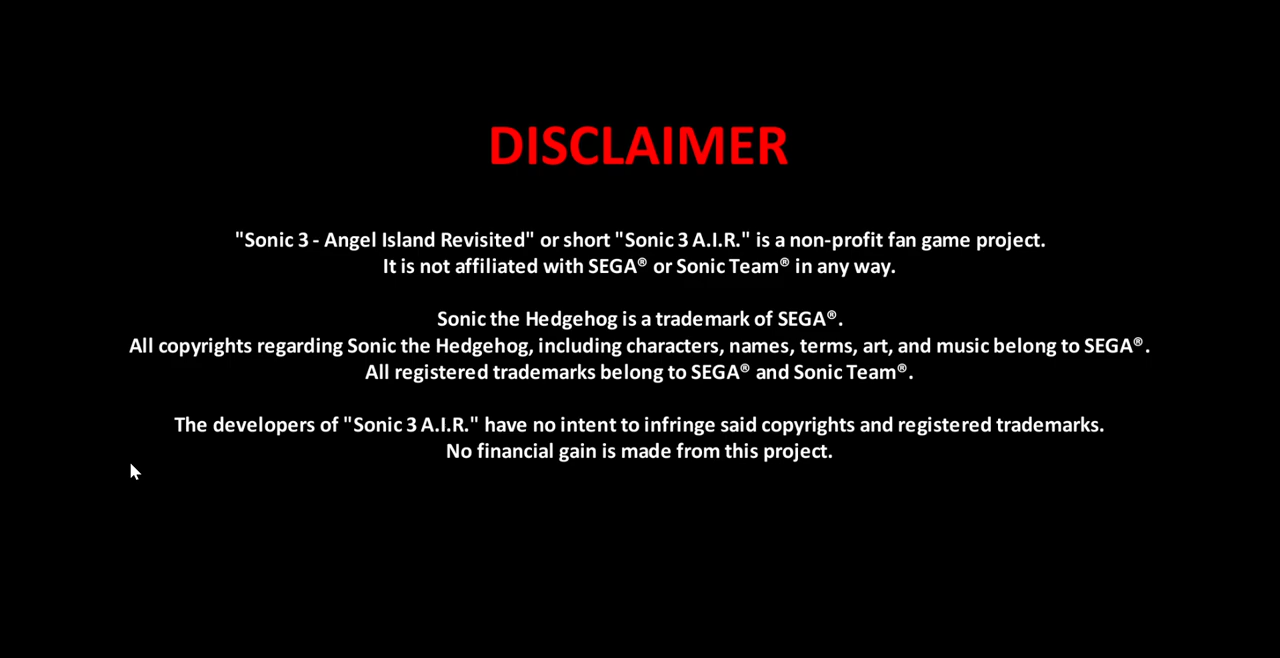 DISCLAIMER
"Sonic 3 - Angel Island Revisited" or short "Sonic 3 A.I.R." is a non-profit fan game project.
It is not affiliated with SEGA® or Sonic Team® in any way.
Sonic the Hedgehog is a trademark of SEGA®.
All copyrights regarding Sonic the Hedgehog, including characters, names, terms, art, and music belong to SEGA®.
All registered trademarks belong to SEGA® and Sonic Team®.
The developers of "Sonic 3 A.I.R." have no intent to infringe said copyrights and registered trademarks.
No financial gain is made from this project.